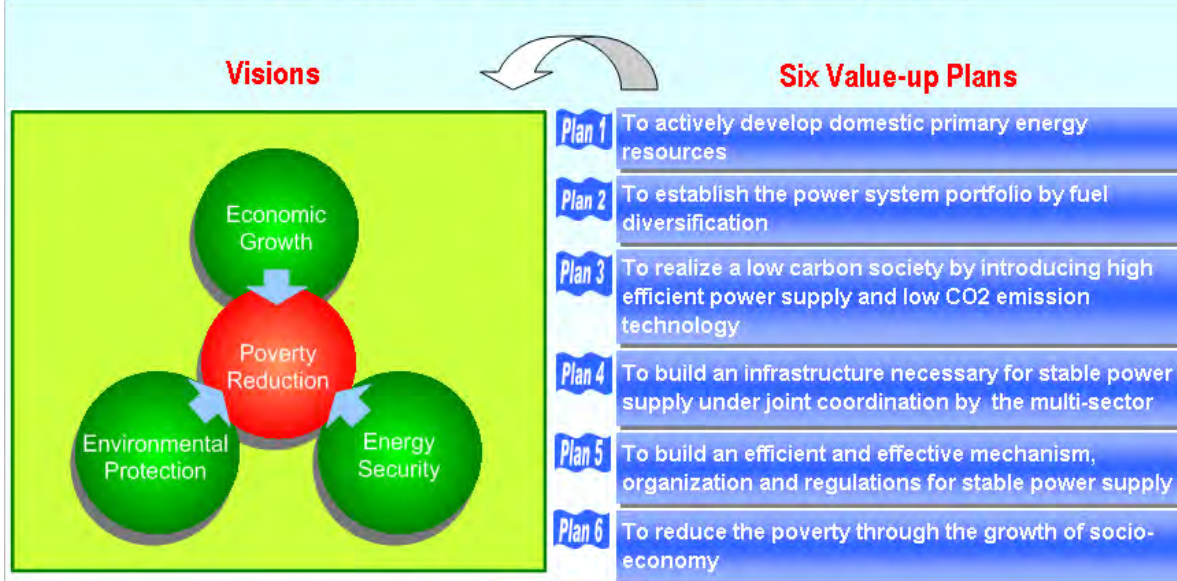 Visions
Economic
Growth
Poverty
Reduction
Environmental
Protection
Energy
Security
Six Value-up Plans
Plan 1
To actively develop domestic primary energy
resources
Plan 2
To establish the power system portfolio by fuel
diversification
Plan 3
To realize a low carbon society by introducing high
efficient power supply and low CO2 emission
technology
Plan 4
To build an infrastructure necessary for stable power
supply under joint coordination by the multi-sector
Plan 5
To build an efficient and effective mechanism,
organization and regulations for stable power supply
Plan 6
To reduce the poverty through the growth of socio-
economy